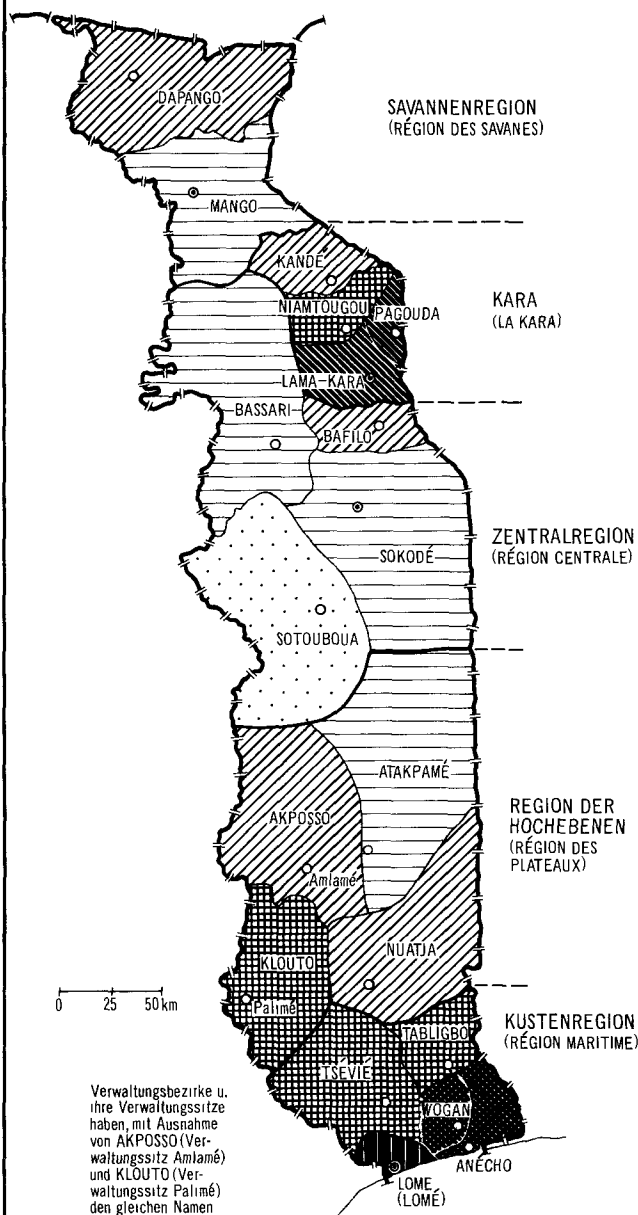 DAPANGO
SAVANNENREGION
(RÉGION DES SAVANES)
MANGO
KANDÉ
NIAMTOUGOU
PAGOUDA
KARA
(LA KARA)
LAMA-KARA
BASSARI
BAFILO
ZENTRALREGION
(RÉGION CENTRALE)
SOKODÉ
SOTOUBOUA
ATAKPAMÉ
AKPOSSO
Amlamé
REGION DER
HOCHEBENEN
(RÉGION DES
PLATEAUX)
NUATJA
KLOUTO
Palimé
0 25 50 km
TABLIGBO
KUSTENREGION
(RÉGION MARITIME)
TSÉVIÉ
VOGAN
ANÉCHO
LOME
(LOMÉ)
Verwaltungsbezirke u.
ihre Verwaltungssitze
haben, mit Ausnahme
von AKPOSSO (Ver-
waltungssitz Amlamé)
und KLOUTO (Ver-
waltungssitz Palimé)
den gleichen Namen